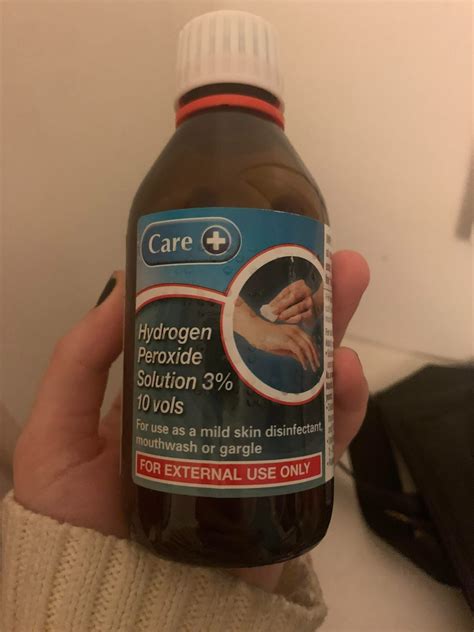 Care
Hydrogen
Peroxide
Solution 3%
10 vols
For use as a mild skin disinfectant,
mouthwash or gargle
FOR EXTERNAL USE ONLY